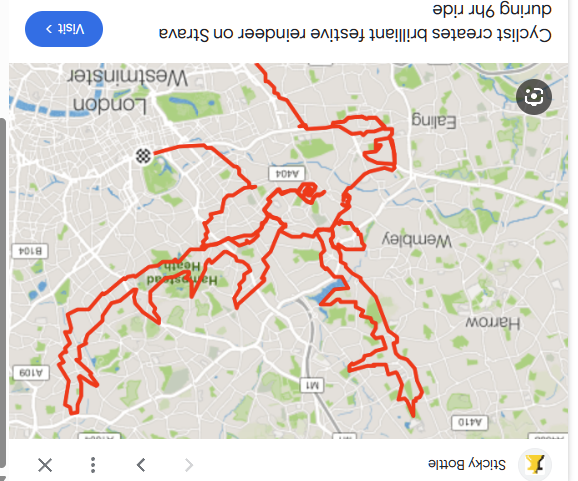 Sticky Bottle
A410
M1
A109
Harrow
Hampstead
Heath
Wembley
B104
A404
Ealing
London
Westminster
Cyclist creates brilliant festive reindeer on Strava
during 9hr ride
Visit >